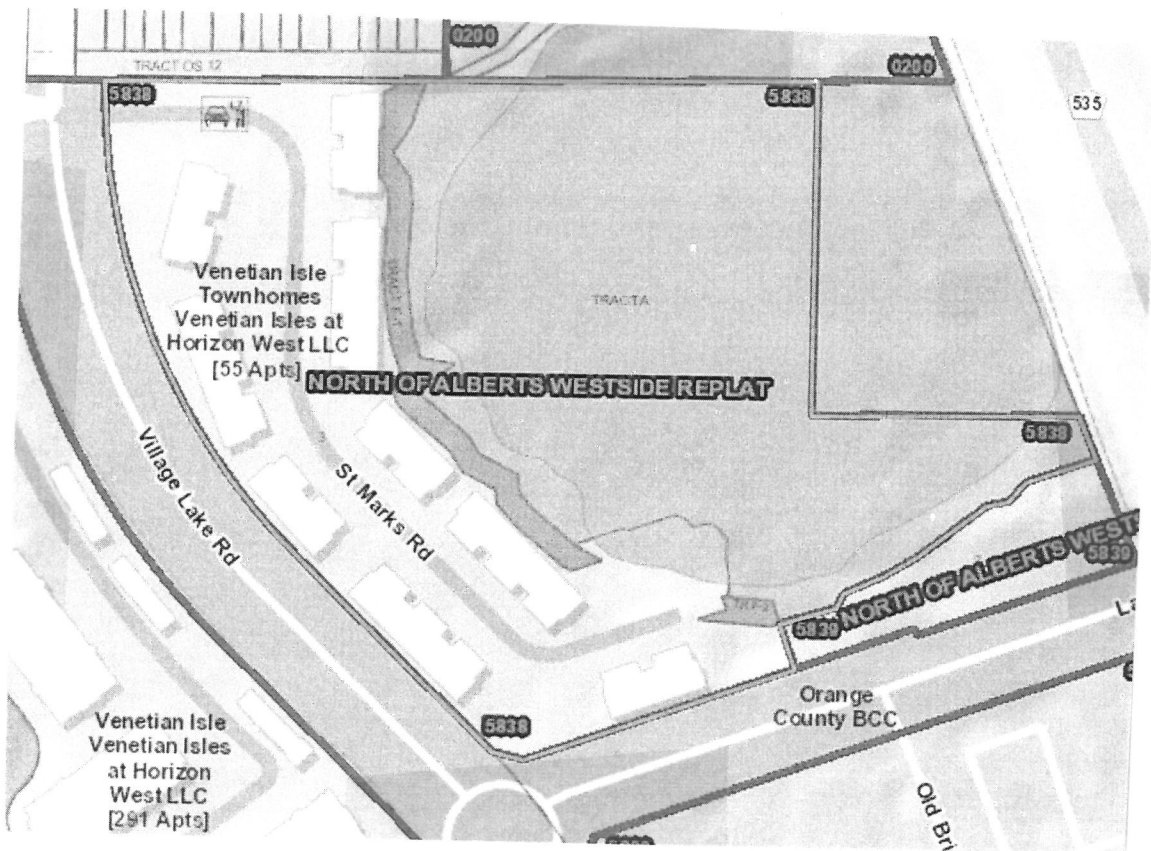 0200
TRACT OS 12
0200
5838
5838
535
Venetian Isle
Townhomes
Venetian Isles at
Horizon West LLC
[55 Apts]
TRACT A
NORTH OF ALBERTS WESTSIDE REPLAT
5838
Village Lake Rd
St Marks Rd
NORTH OF ALBERTS WESTS
5839
5839
La
Orange
County BCC
5838
Venetian Isle
Venetian Isles
at Horizon
West LLC
[291 Apts]
Old Bri